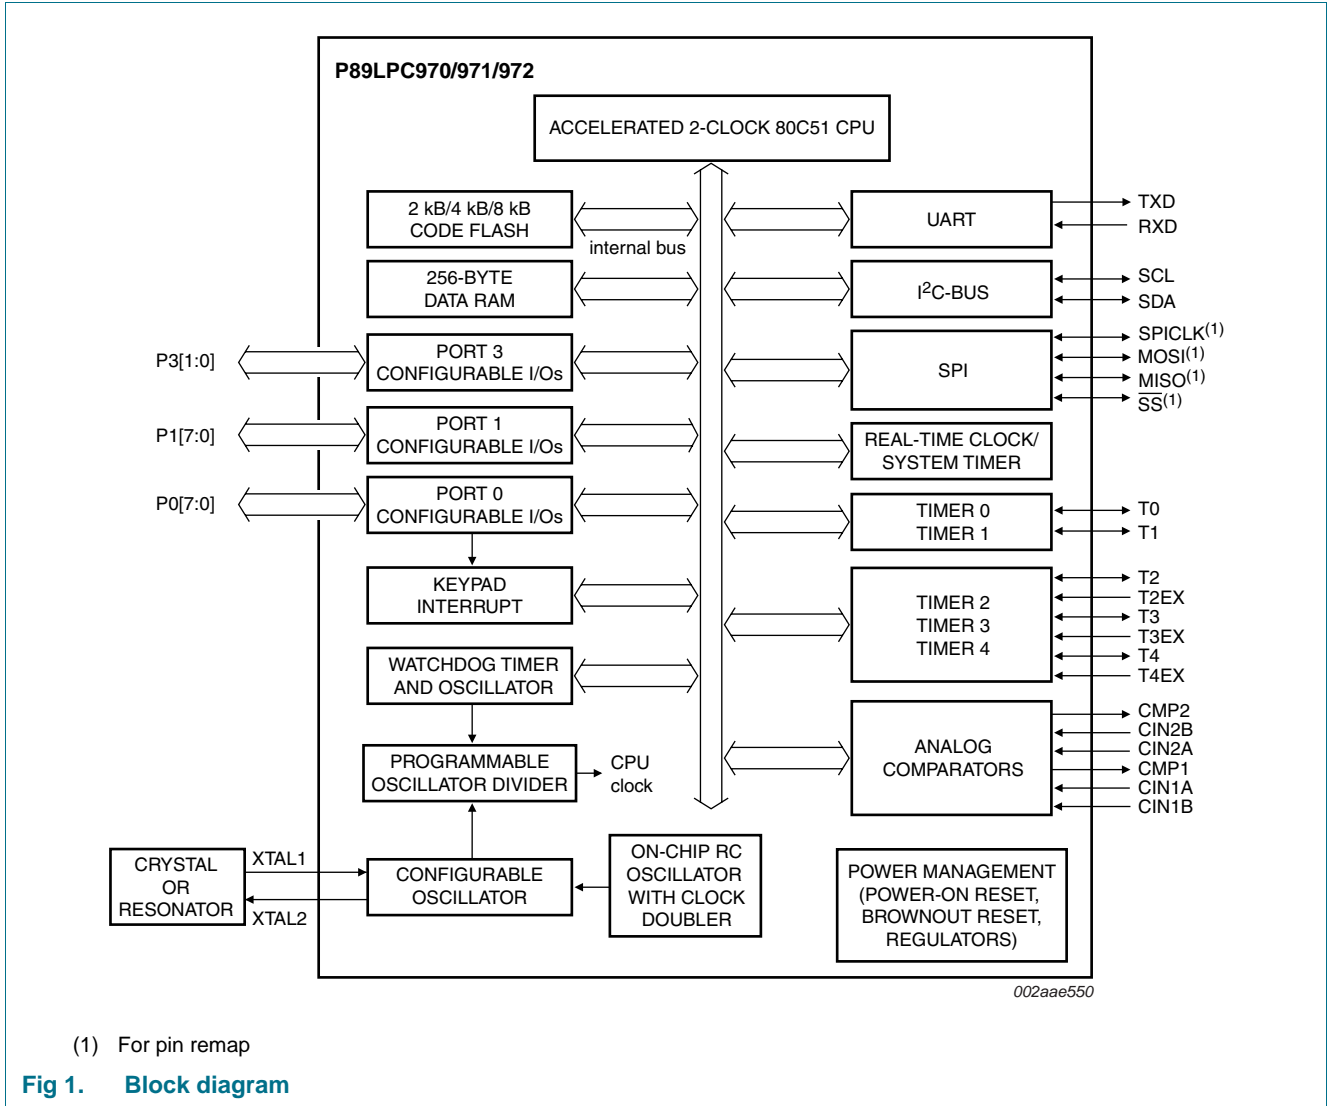 P89LPC970/971/972
ACCELERATED 2-CLOCK 80C51 CPU
2 kB/4 kB/8 kB
CODE FLASH
internal bus
256-BYTE
DATA RAM
P3[1:0]
PORT 3
CONFIGURABLE I/Os
P1[7:0]
PORT 1
CONFIGURABLE I/Os
P0[7:0]
PORT 0
CONFIGURABLE I/Os
KEYPAD
INTERRUPT
WATCHDOG TIMER
AND OSCILLATOR
PROGRAMMABLE
OSCILLATOR DIVIDER
CPU
clock
CRYSTAL
OR
RESONATOR
XTAL1
XTAL2
CONFIGURABLE
OSCILLATOR
ON-CHIP RC
OSCILLATOR
WITH CLOCK
DOUBLER
UART
TXD
RXD
I²C-BUS
SCL
SDA
SPI
SPICLK(1)
MOSI(1)
MISO(1)
S̅S̅(1)
REAL-TIME CLOCK/
SYSTEM TIMER
TIMER 0
TIMER 1
T0
T1
TIMER 2
TIMER 3
TIMER 4
T2
T2EX
T3
T3EX
T4
T4EX
ANALOG
COMPARATORS
CMP2
CIN2B
CIN2A
CMP1
CIN1A
CIN1B
POWER MANAGEMENT
(POWER-ON RESET,
BROWNOUT RESET,
REGULATORS)
002aae550
(1) For pin remap
Fig 1. Block diagram